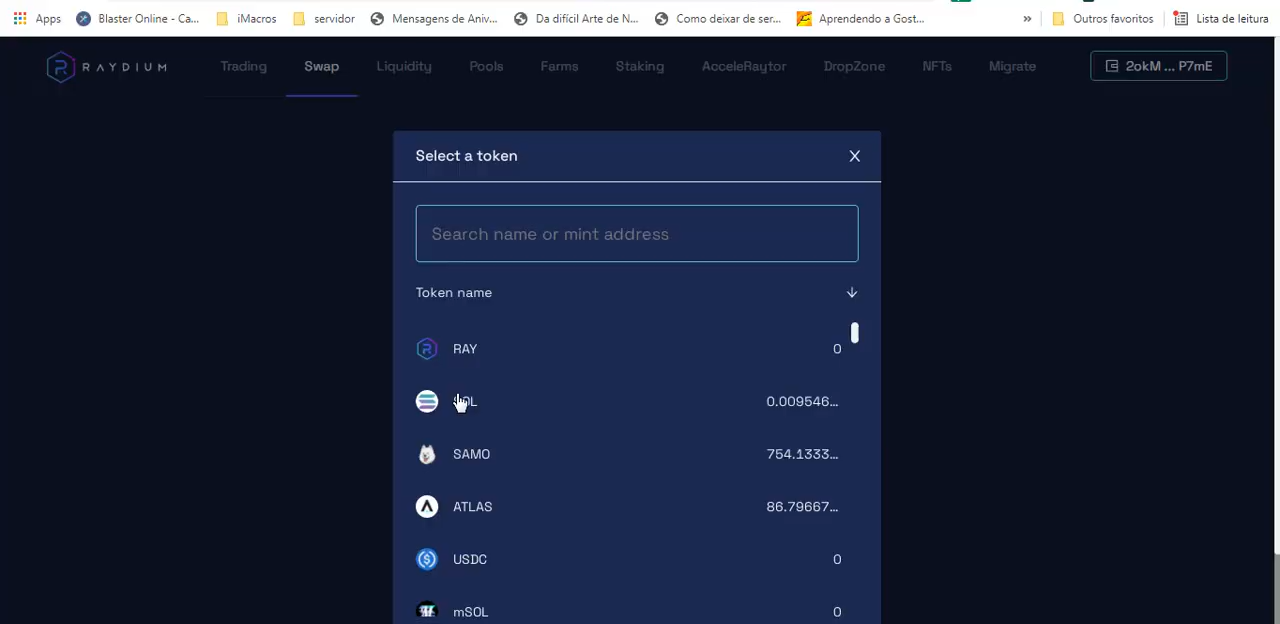 Apps Blaster Online - Ca... iMacros servidor Mensagens de Aniv... Da difícil Arte de N... Como deixar de ser... Aprendendo a Gost... » Outros favoritos Lista de leitura
RAYDIUM Trading Swap Liquidity Pools Farms Staking AcceleRaytor DropZone NFTs Migrate 2okM ... P7mE
Select a token
Search name or mint address
Token name
RAY 0
SOL 0.009546...
SAMO 754.1333...
ATLAS 86.79667...
USDC 0
mSOL 0